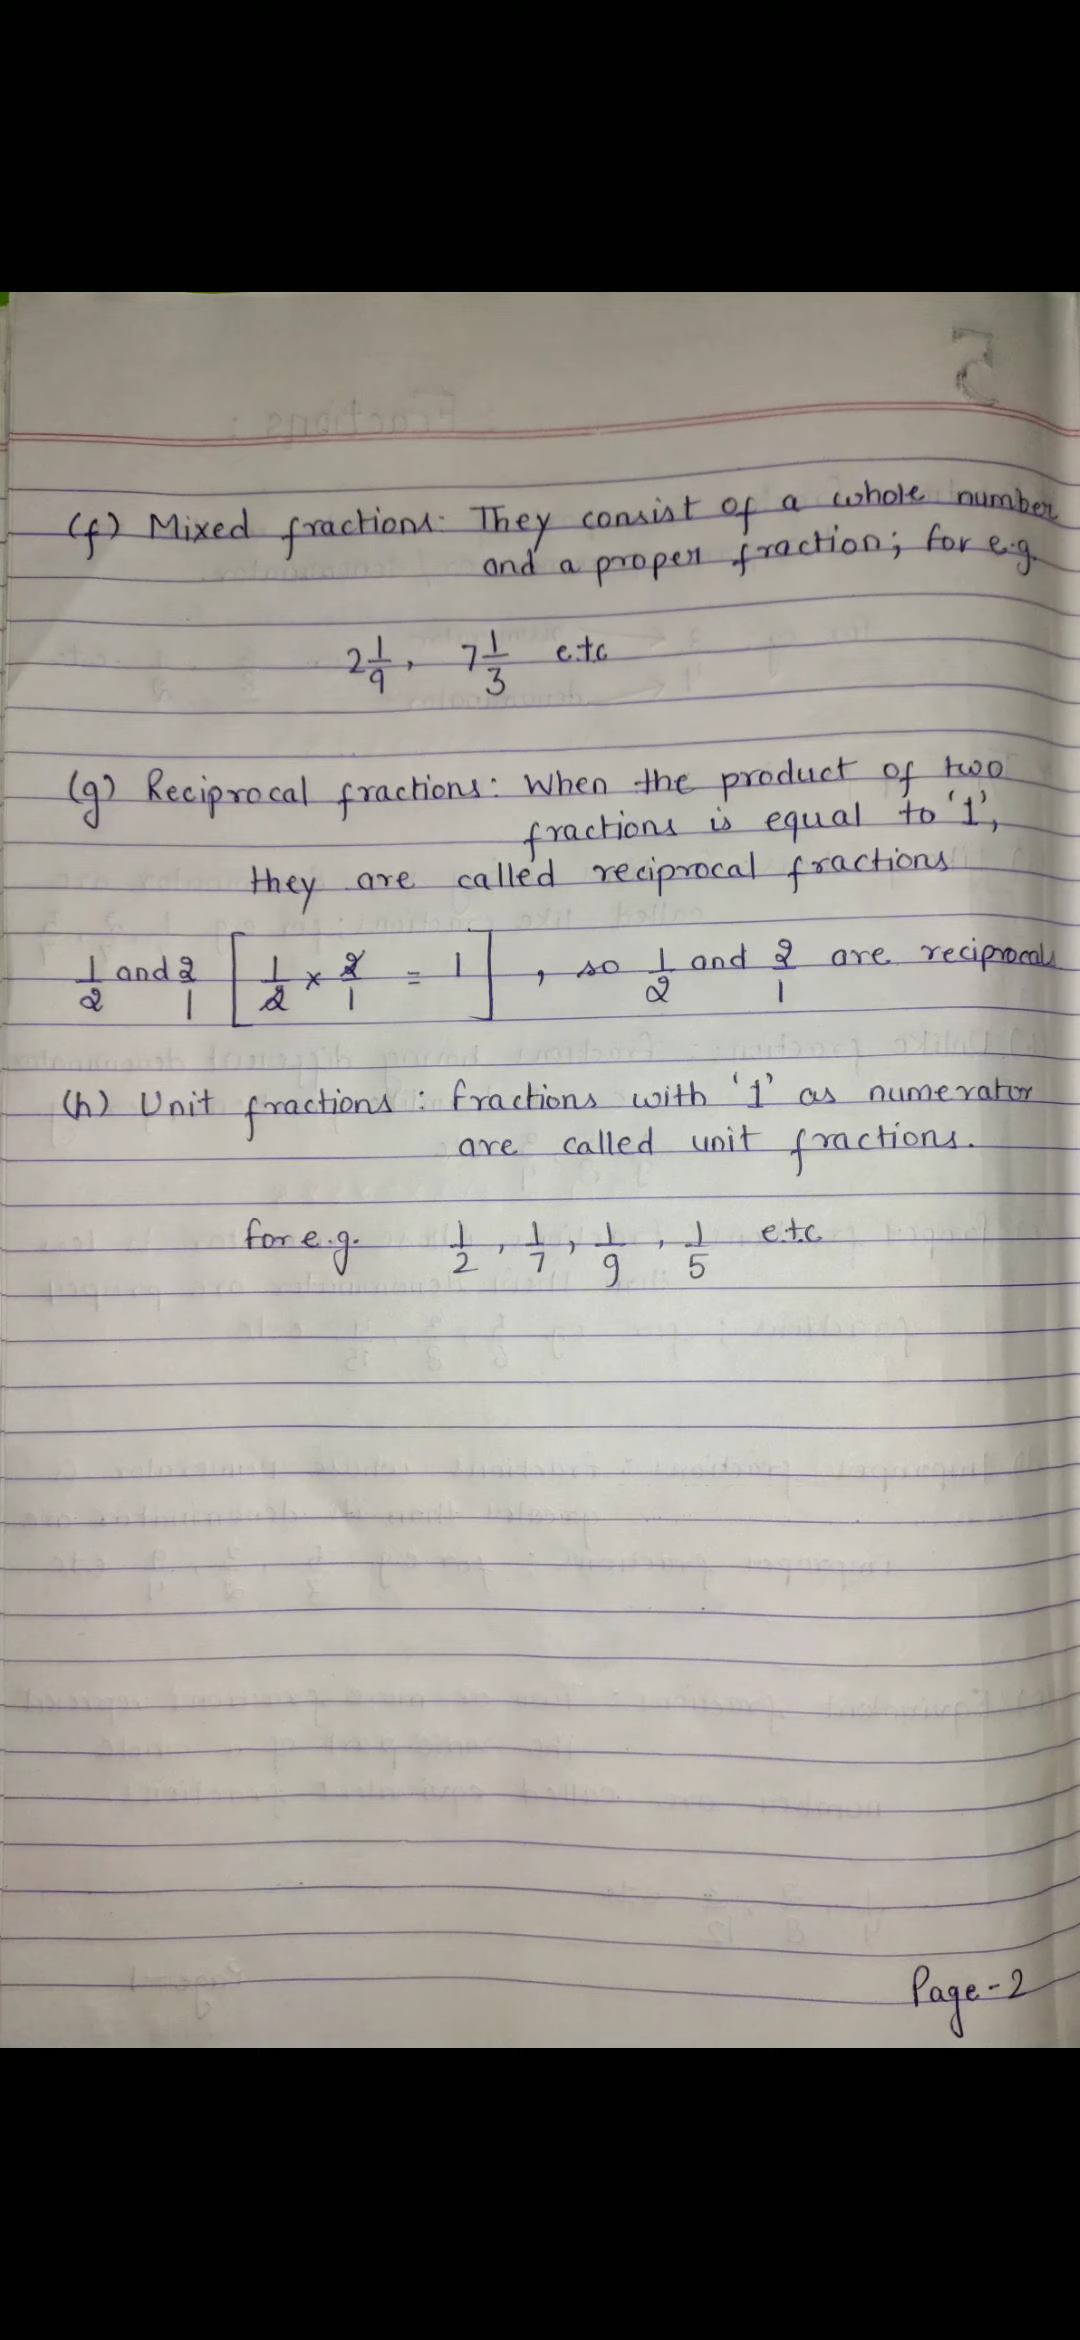 (f) Mixed fractions: They consist of a whole number
and a proper fraction; for e.g.
2 1/9, 7 1/3 etc
(g) Reciprocal fractions: When the product of two
fractions is equal to '1',
they are called reciprocal fractions
1/2 and 2/1 [1/2 × 2/1 = 1], so 1/2 and 2/1 are reciprocals
(h) Unit fractions: fractions with '1' as numerator
are called unit fractions.
for e.g. 1/2, 1/7, 1/9, 1/5 etc
Page-2